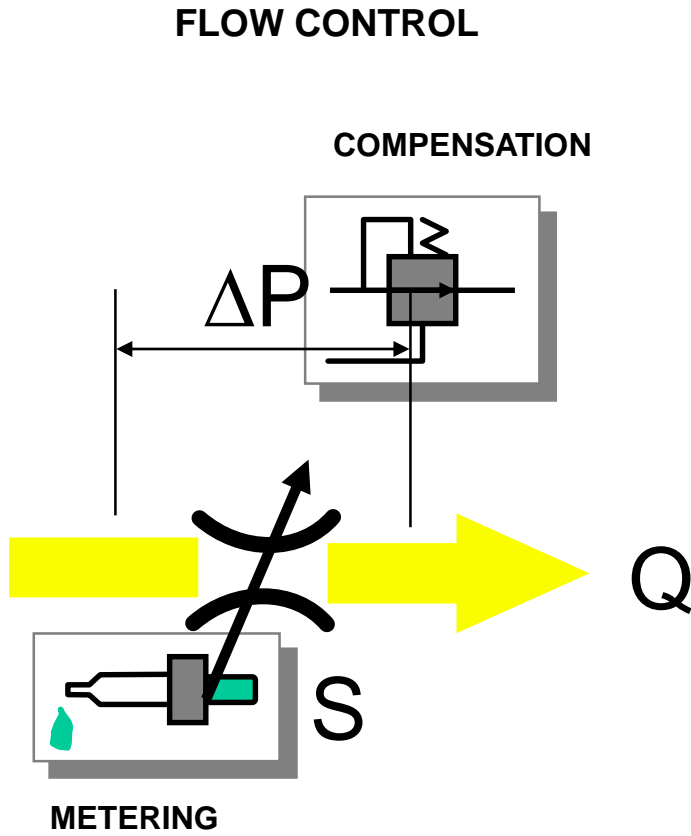 FLOW CONTROL
COMPENSATION
ΔP
Q
S
METERING